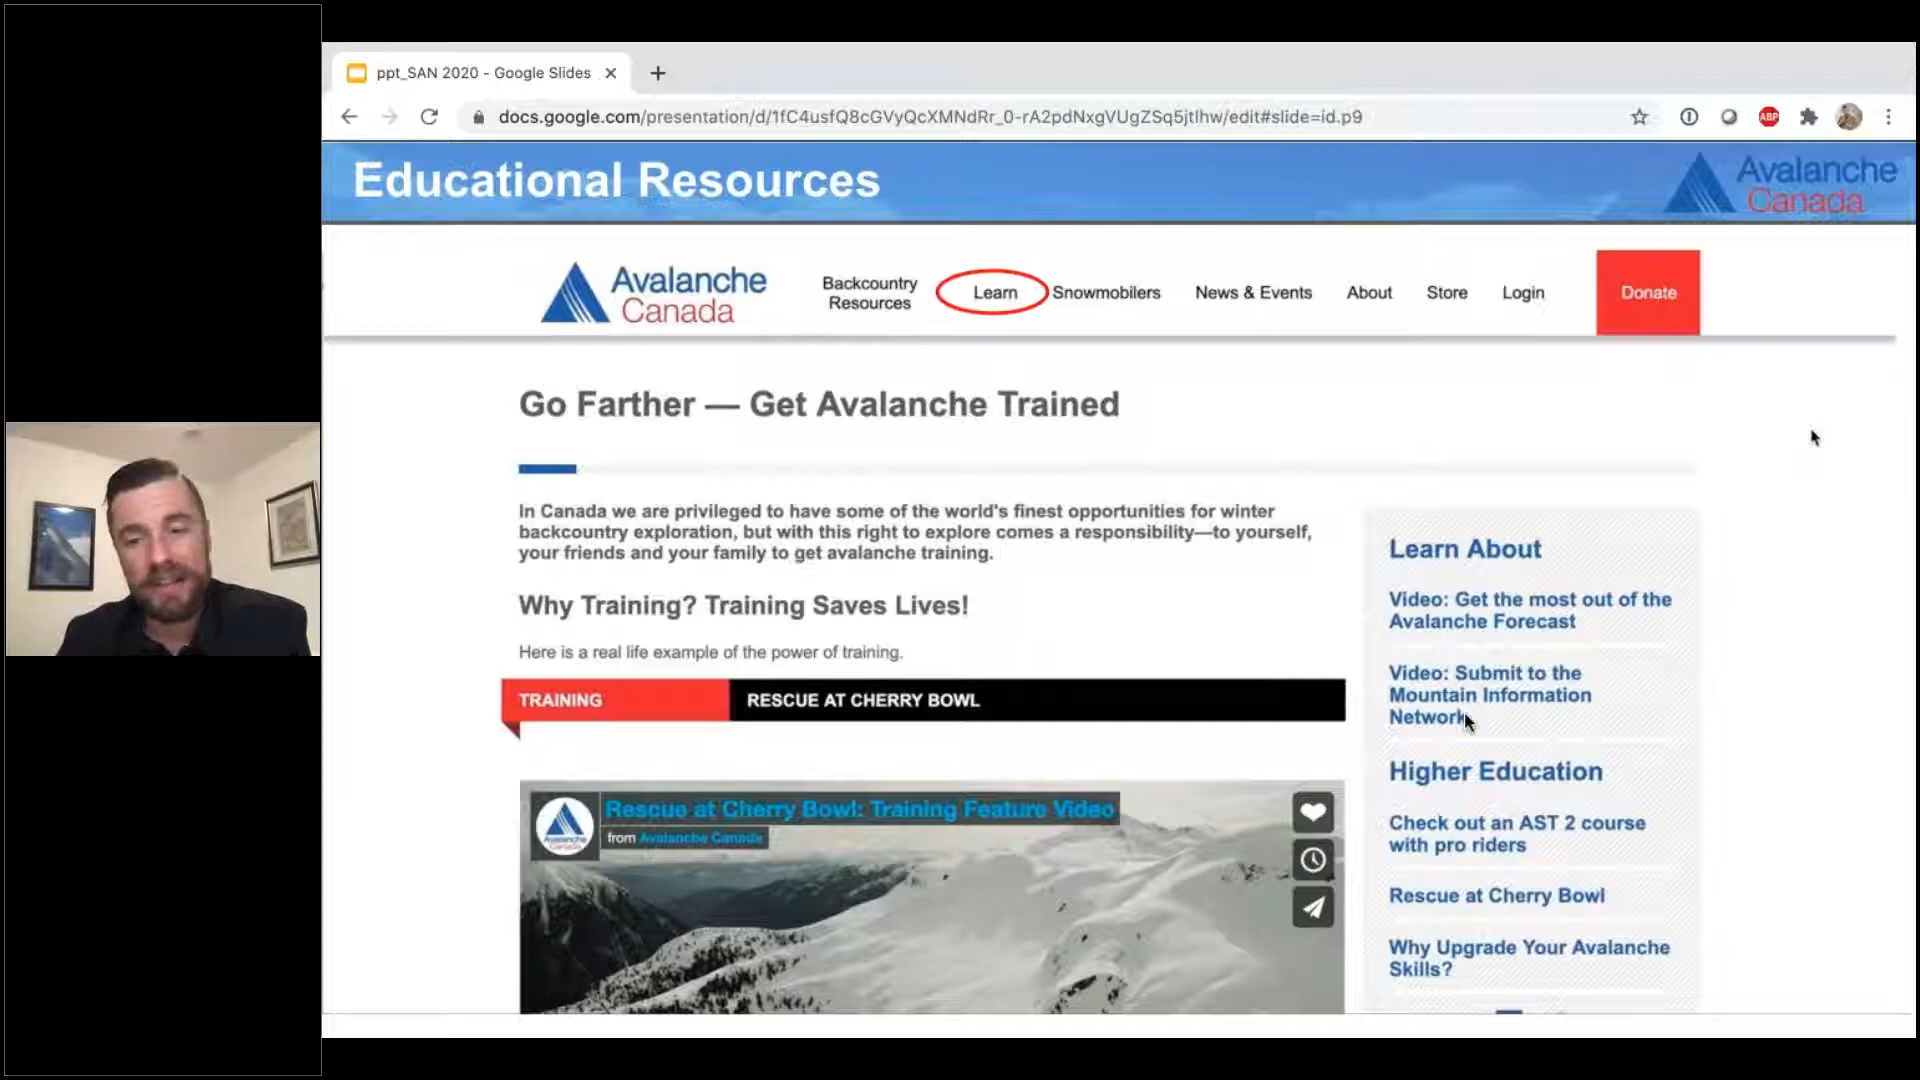 ppt_SAN 2020 - Google Slides
docs.google.com/presentation/d/1fC4usfQ8cGVyQcXMNdRr_0-rA2pdNxgVUgZSq5jtlhw/edit#slide=id.p9
ABP
Educational Resources
Avalanche
Canada
Avalanche
Canada
Backcountry
Resources
Learn
Snowmobilers
News & Events
About
Store
Login
Donate
Go Farther — Get Avalanche Trained
In Canada we are privileged to have some of the world's finest opportunities for winter
backcountry exploration, but with this right to explore comes a responsibility—to yourself,
your friends and your family to get avalanche training.
Why Training? Training Saves Lives!
Here is a real life example of the power of training.
TRAINING
RESCUE AT CHERRY BOWL
Avalanche
Canada
Rescue at Cherry Bowl: Training Feature Video
from Avalanche Canada
Learn About
Video: Get the most out of the
Avalanche Forecast
Video: Submit to the
Mountain Information
Network
Higher Education
Check out an AST 2 course
with pro riders
Rescue at Cherry Bowl
Why Upgrade Your Avalanche
Skills?